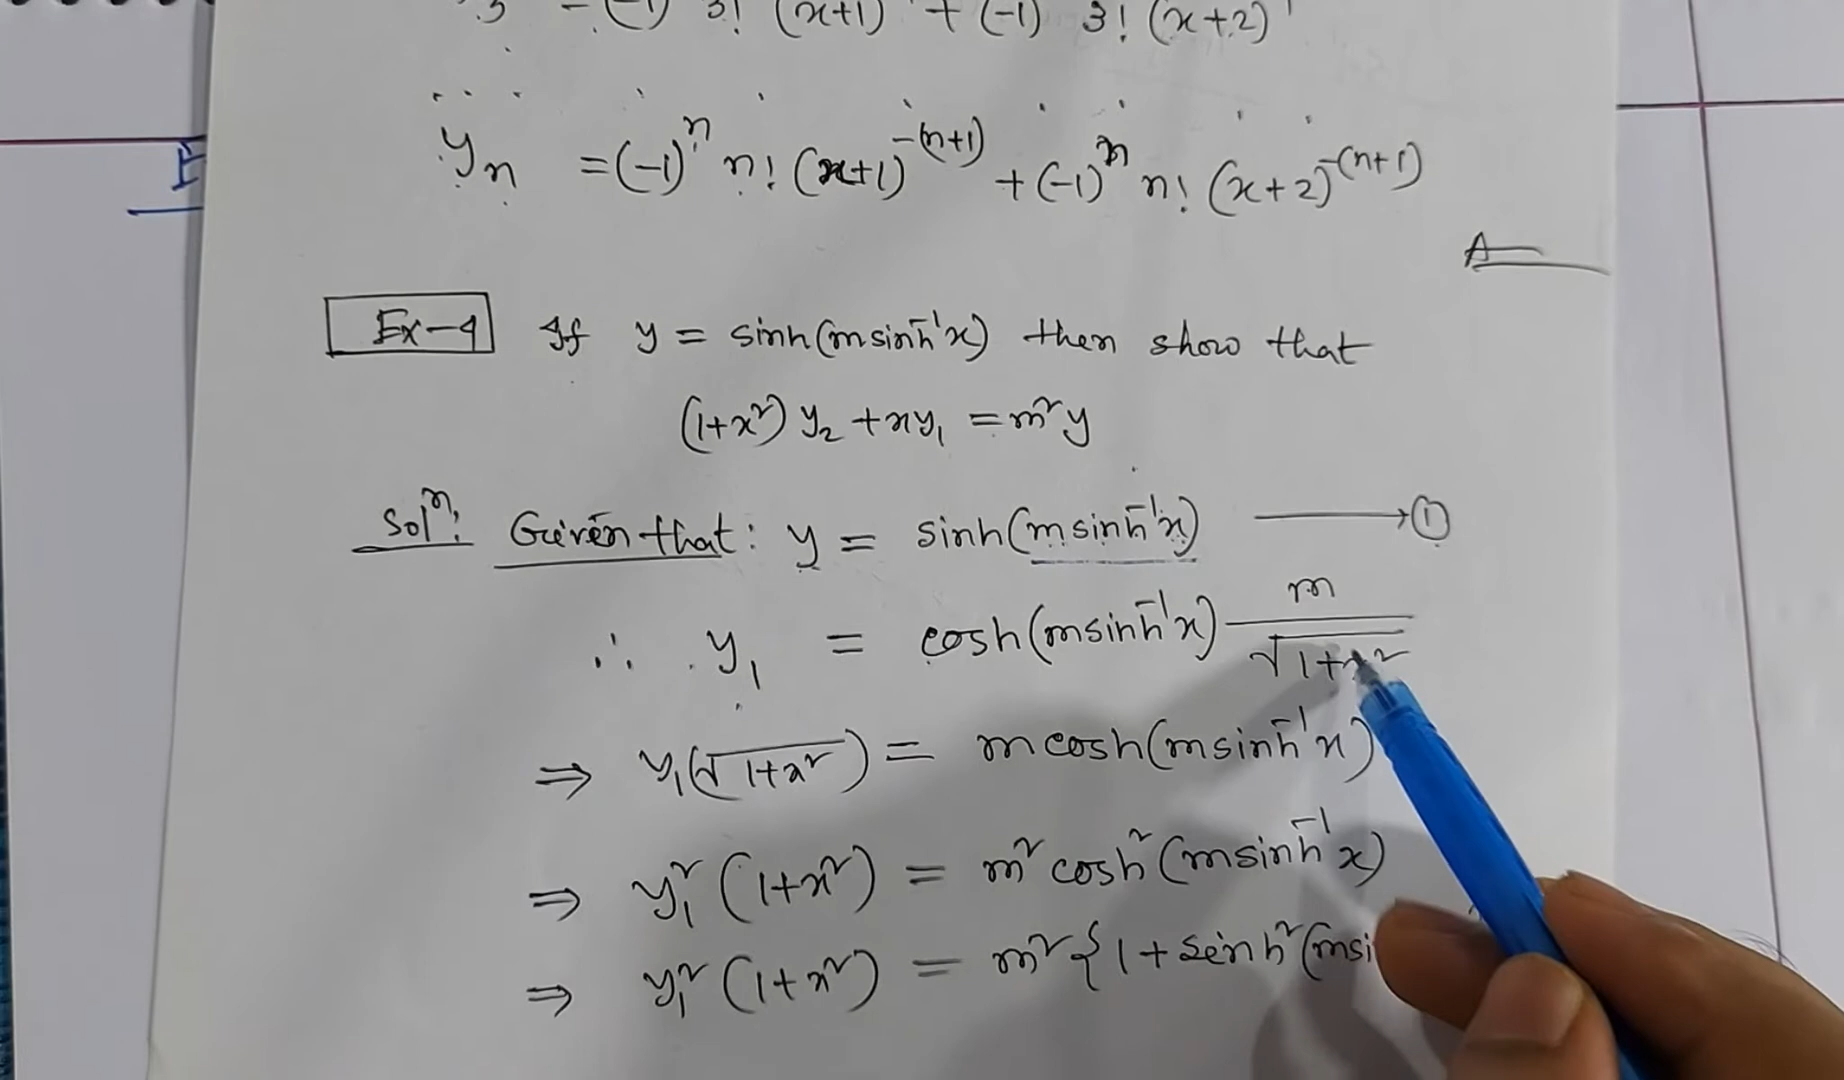 3! (x+1) + (-1) 3! (x+2)
yₙ = (-1)ⁿ n! (x+1)^-(n+1) + (-1)ⁿ n! (x+2)^-(n+1)
Ex-4 If y = sinh(m sinh⁻¹x) then show that
(1+x²) y₂ + xy₁ = m²y
Solⁿ: Given that: y = sinh(m sinh⁻¹x) ⟶ ①
∴ y₁ = cosh(m sinh⁻¹x) m/√(1+x²)
⇒ y₁(√(1+x²)) = m cosh(m sinh⁻¹x)
⇒ y₁² (1+x²) = m² cosh² (m sinh⁻¹x)
⇒ y₁² (1+x²) = m² {1 + sinh² (msi